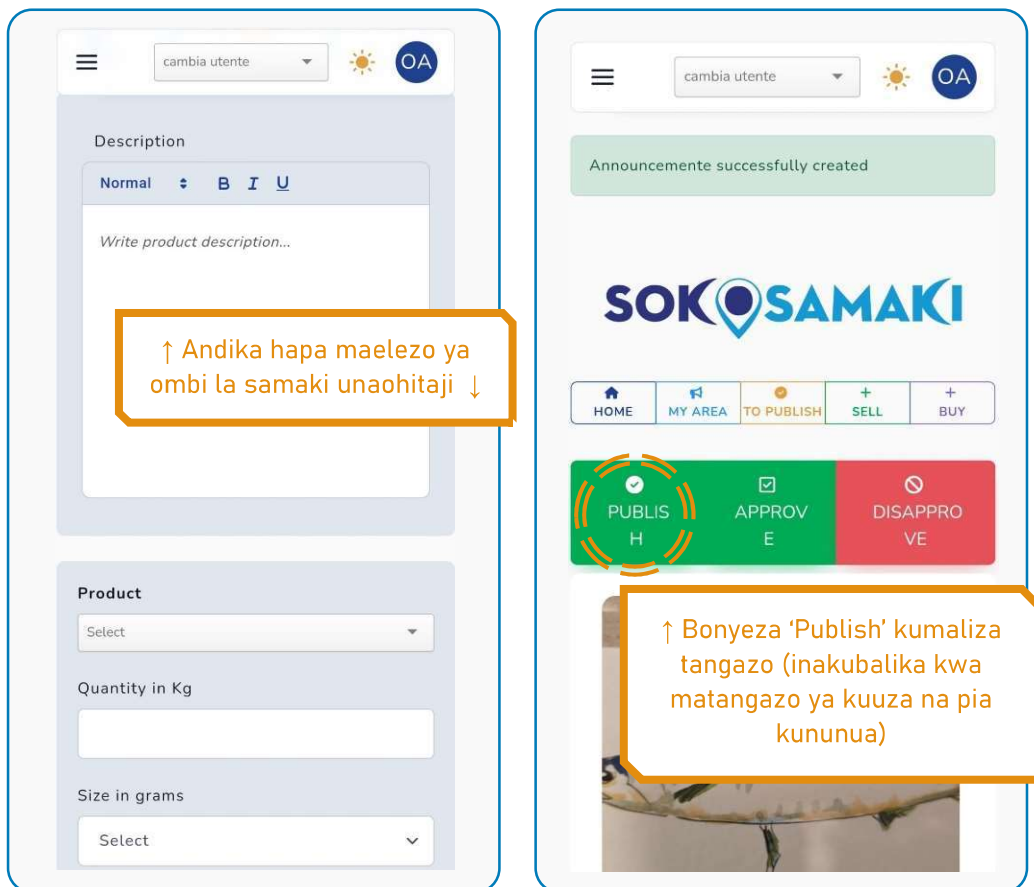 cambia utente
OA
Description
Normal B I U
Write product description...
↑ Andika hapa maelezo ya
ombi la samaki unaohitaji ↓
Product
Select
Quantity in Kg
Size in grams
Select
cambia utente
OA
Announcemente successfully created
SOKOSAMAKI
HOME MY AREA TO PUBLISH SELL BUY
PUBLIS
H
APPROV
E
DISAPPRO
VE
↑ Bonyeza ‘Publish’ kumaliza
tangazo (inakubalika kwa
matangazo ya kuuza na pia
kununua)